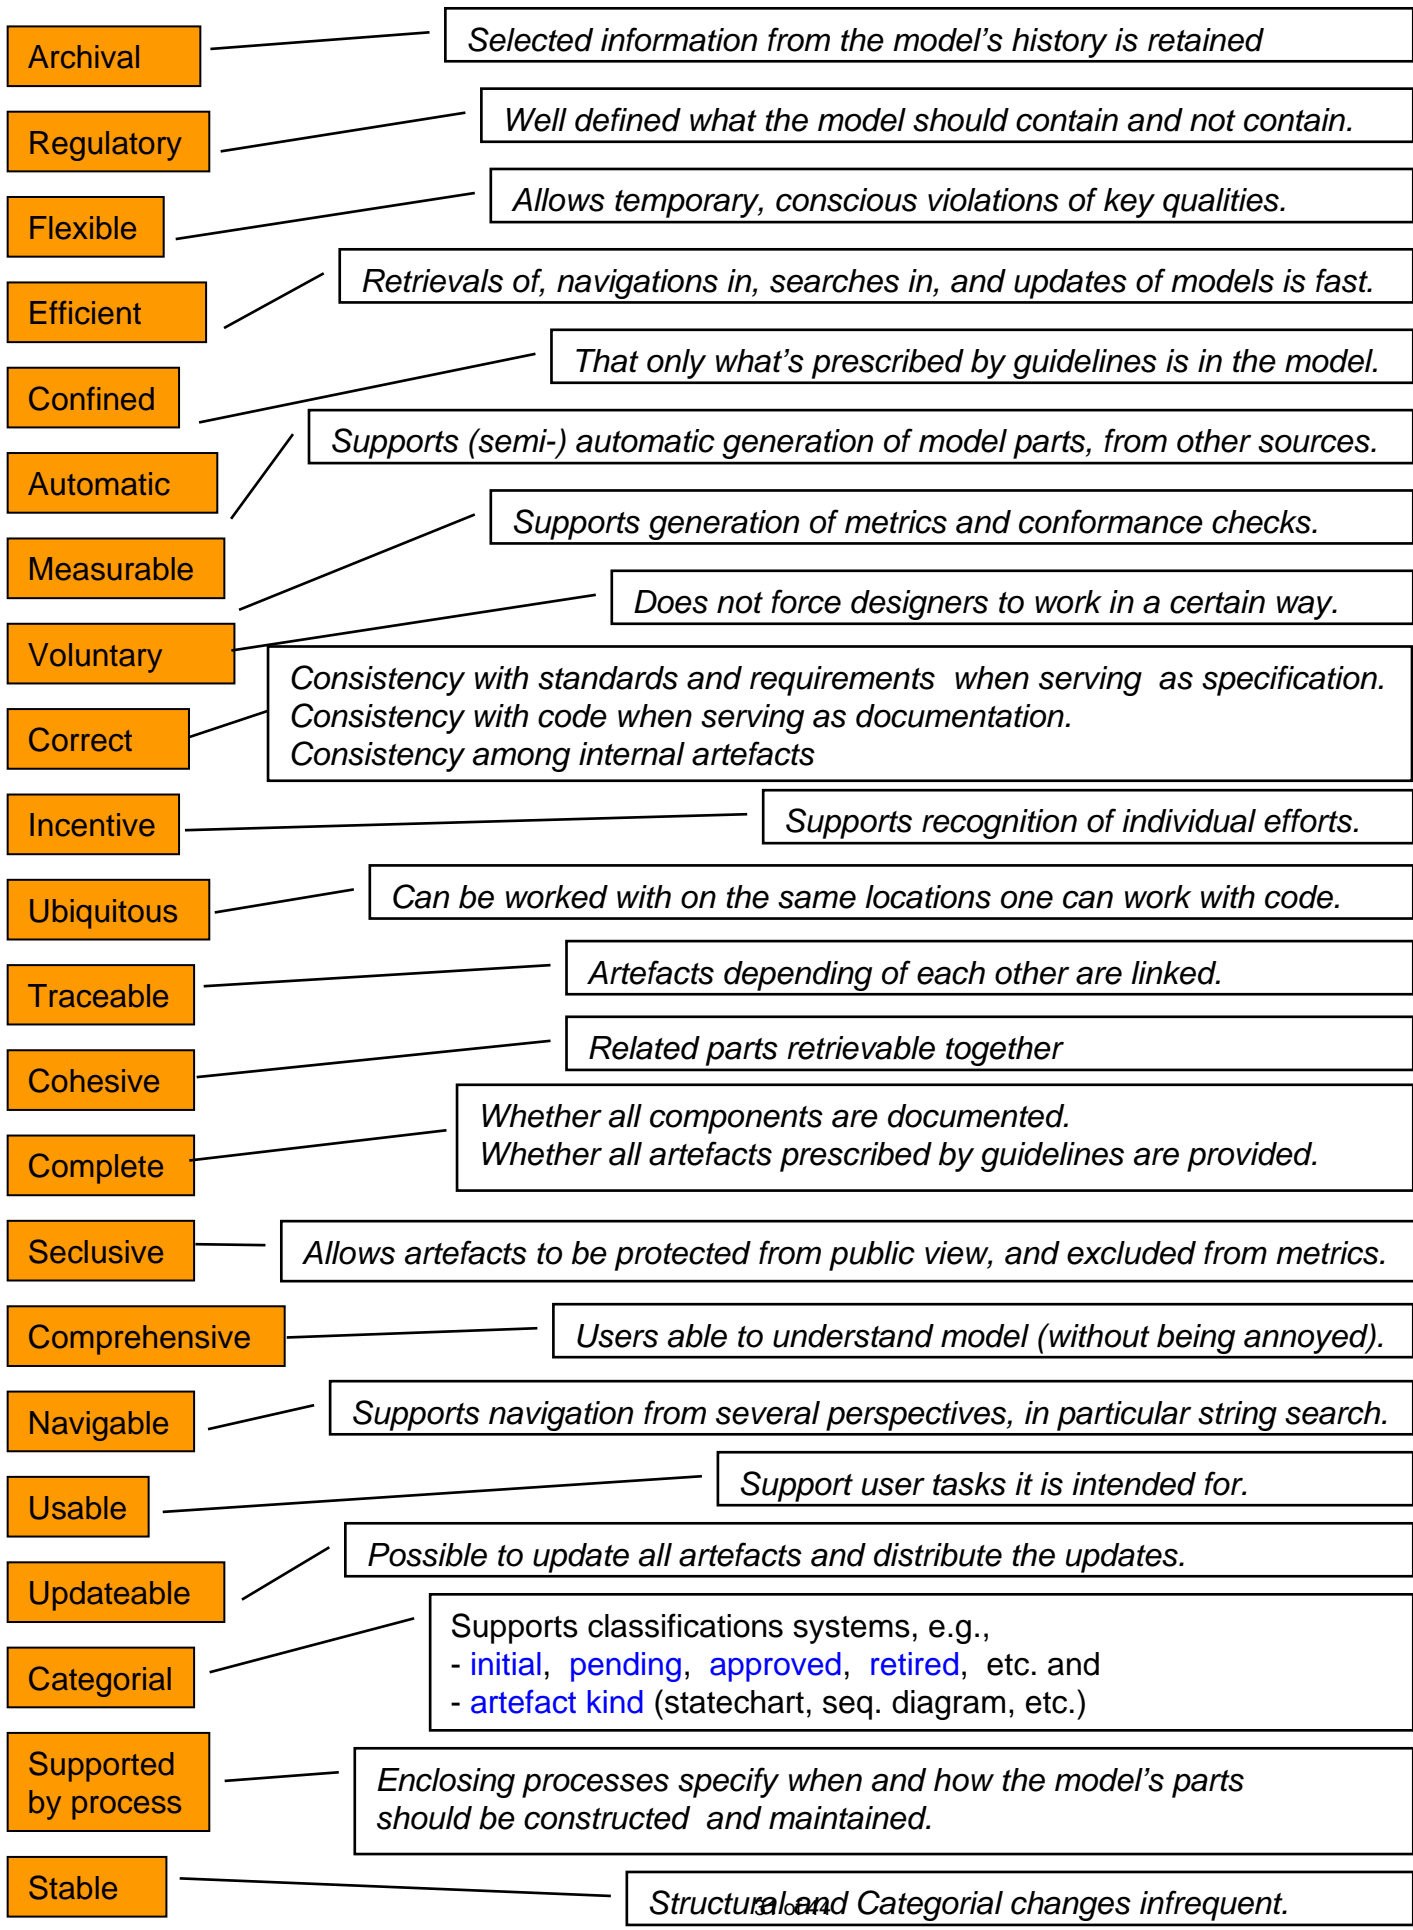 Archival
Selected information from the model's history is retained
Regulatory
Well defined what the model should contain and not contain.
Flexible
Allows temporary, conscious violations of key qualities.
Efficient
Retrievals of, navigations in, searches in, and updates of models is fast.
Confined
That only what's prescribed by guidelines is in the model.
Automatic
Supports (semi-) automatic generation of model parts, from other sources.
Measurable
Supports generation of metrics and conformance checks.
Voluntary
Does not force designers to work in a certain way.
Correct
Consistency with standards and requirements when serving as specification.
Consistency with code when serving as documentation.
Consistency among internal artefacts
Incentive
Supports recognition of individual efforts.
Ubiquitous
Can be worked with on the same locations one can work with code.
Traceable
Artefacts depending of each other are linked.
Cohesive
Related parts retrievable together
Complete
Whether all components are documented.
Whether all artefacts prescribed by guidelines are provided.
Seclusive
Allows artefacts to be protected from public view, and excluded from metrics.
Comprehensive
Users able to understand model (without being annoyed).
Navigable
Supports navigation from several perspectives, in particular string search.
Usable
Support user tasks it is intended for.
Updateable
Possible to update all artefacts and distribute the updates.
Categorial
Supports classifications systems, e.g.,
- initial, pending, approved, retired, etc. and
- artefact kind (statechart, seq. diagram, etc.)
Supported
by process
Enclosing processes specify when and how the model's parts
should be constructed and maintained.
Stable
Structural and Categorial changes infrequent.
31 of 44